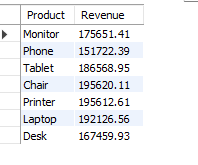 Product Revenue
Monitor 175651.41
Phone 151722.39
Tablet 186568.95
Chair 195620.11
Printer 195612.61
Laptop 192126.56
Desk 167459.93